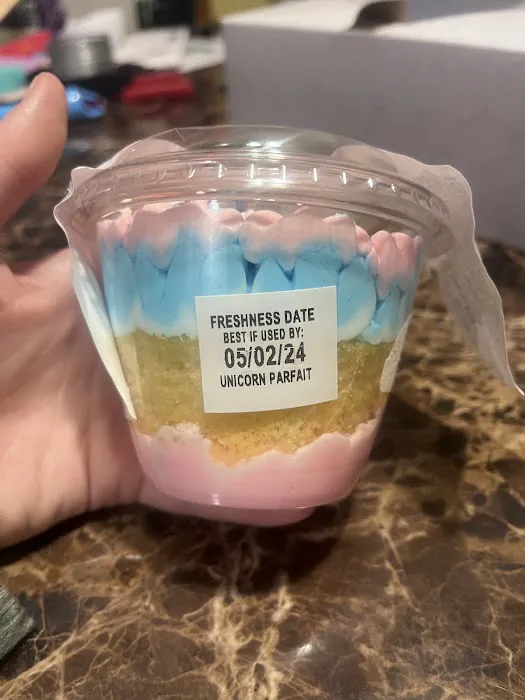 FRESHNESS DATE
BEST IF USED BY:
05/02/24
UNICORN PARFAIT